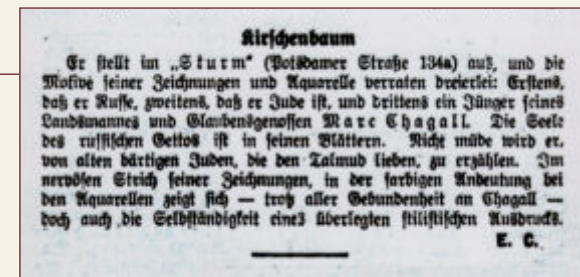 Kirschenbaum
Er stellt im „Sturm“ (Potsdamer Straße 134a) aus, und die
Motive seiner Zeichnungen und Aquarelle verraten dreierlei: Erstens,
daß er Russe, zweitens, daß er Jude ist, und drittens ein Jünger seines
Landsmannes und Glaubensgenossen Marc Chagall. Die Seele
des russischen Gettos ist in seinen Blättern. Nicht müde wird er,
von alten bärtigen Juden, die den Talmud lieben, zu erzählen. Im
nervösen Strich seiner Zeichnungen, in der farbigen Andeutung bei
den Aquarellen zeigt sich — trotz aller Gebundenheit an Chagall —
doch auch die Selbständigkeit eines überlegten stilistischen Ausdrucks.
E. C.